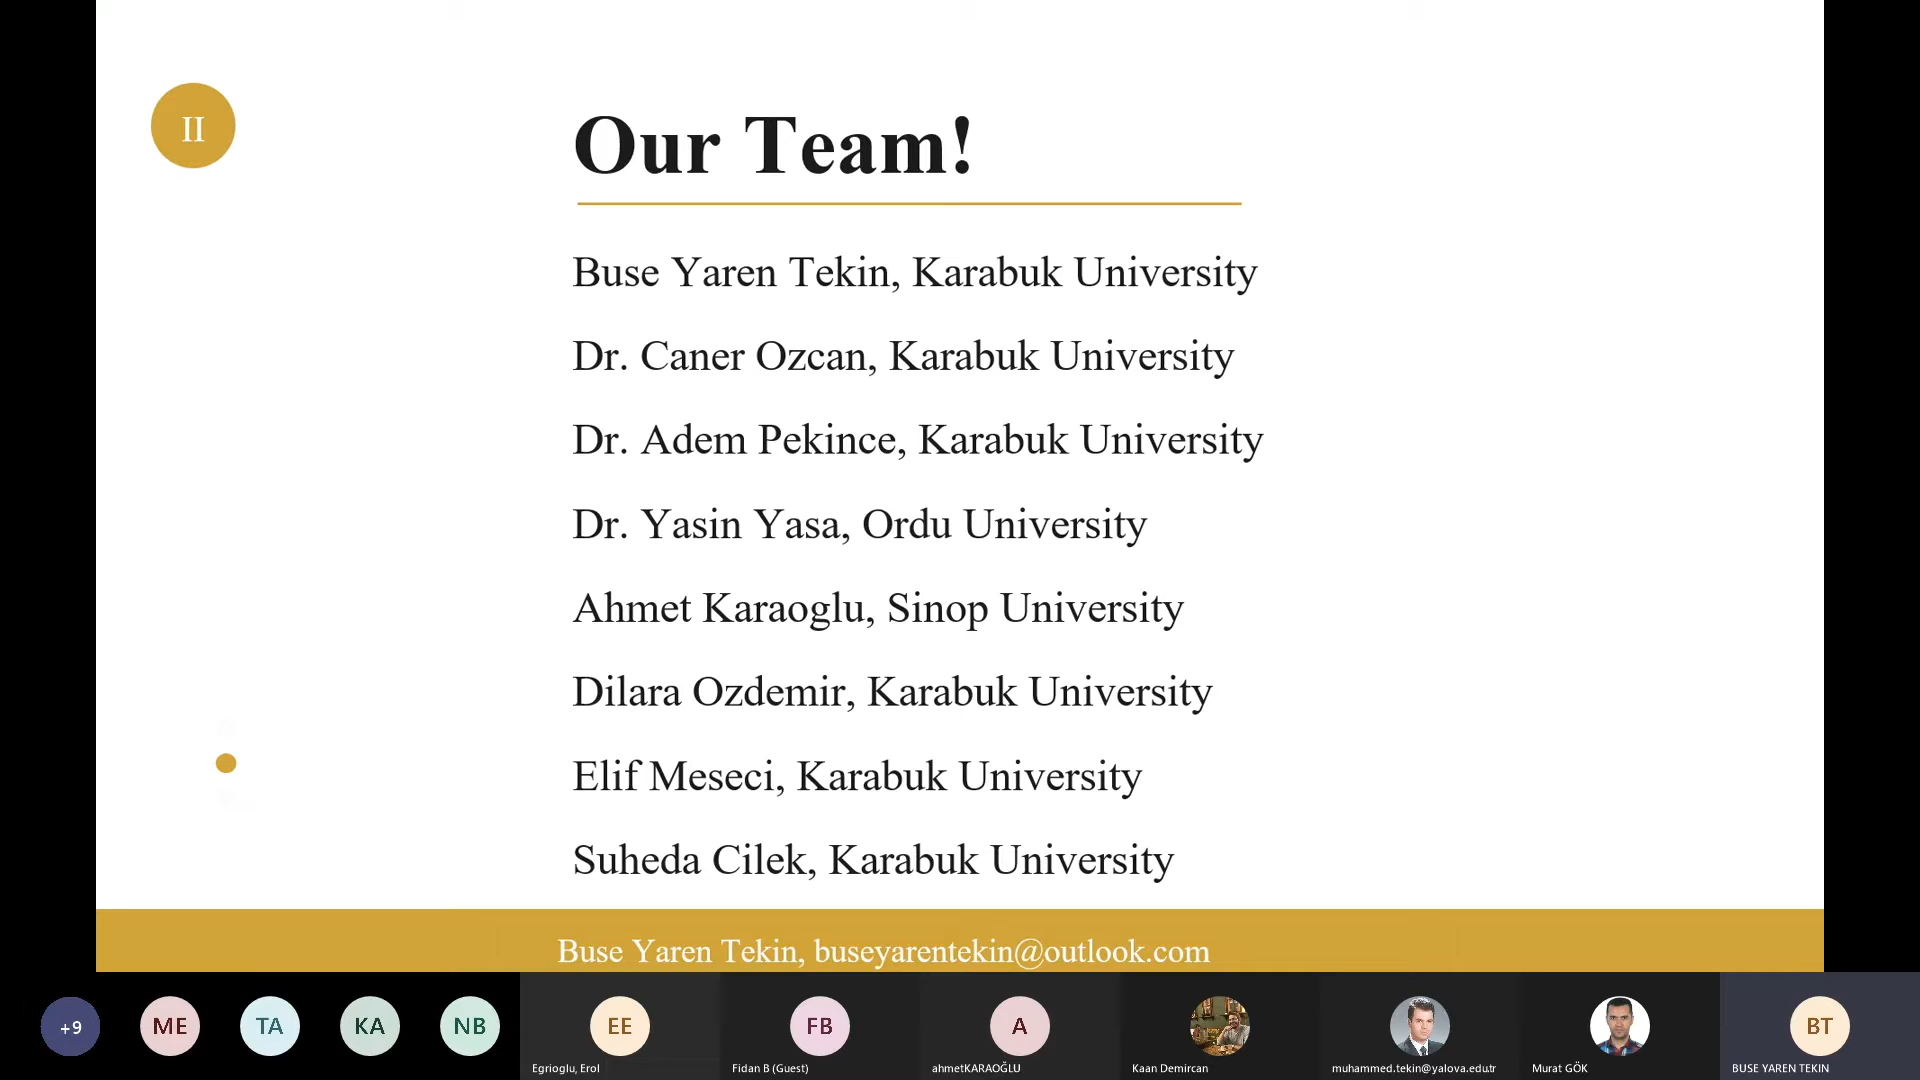 II
Our Team!
Buse Yaren Tekin, Karabuk University
Dr. Caner Ozcan, Karabuk University
Dr. Adem Pekince, Karabuk University
Dr. Yasin Yasa, Ordu University
Ahmet Karaoglu, Sinop University
Dilara Ozdemir, Karabuk University
Elif Meseci, Karabuk University
Suheda Cilek, Karabuk University
Buse Yaren Tekin, buseyarentekin@outlook.com
+9 ME TA KA NB EE FB A BT
Egrioglu, Erol Fidan B (Guest) ahmetKARAOĞLU Kaan Demircan muhammed.tekin@yalova.edu.tr Murat GÖK BUSE YAREN TEKIN